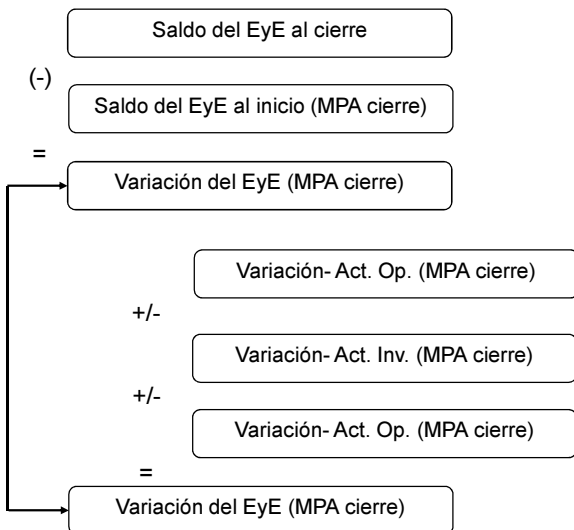 Saldo del EyE al cierre
(-)
Saldo del EyE al inicio (MPA cierre)
=
Variación del EyE (MPA cierre)
Variación- Act. Op. (MPA cierre)
+/-
Variación- Act. Inv. (MPA cierre)
+/-
Variación- Act. Op. (MPA cierre)
=
Variación del EyE (MPA cierre)